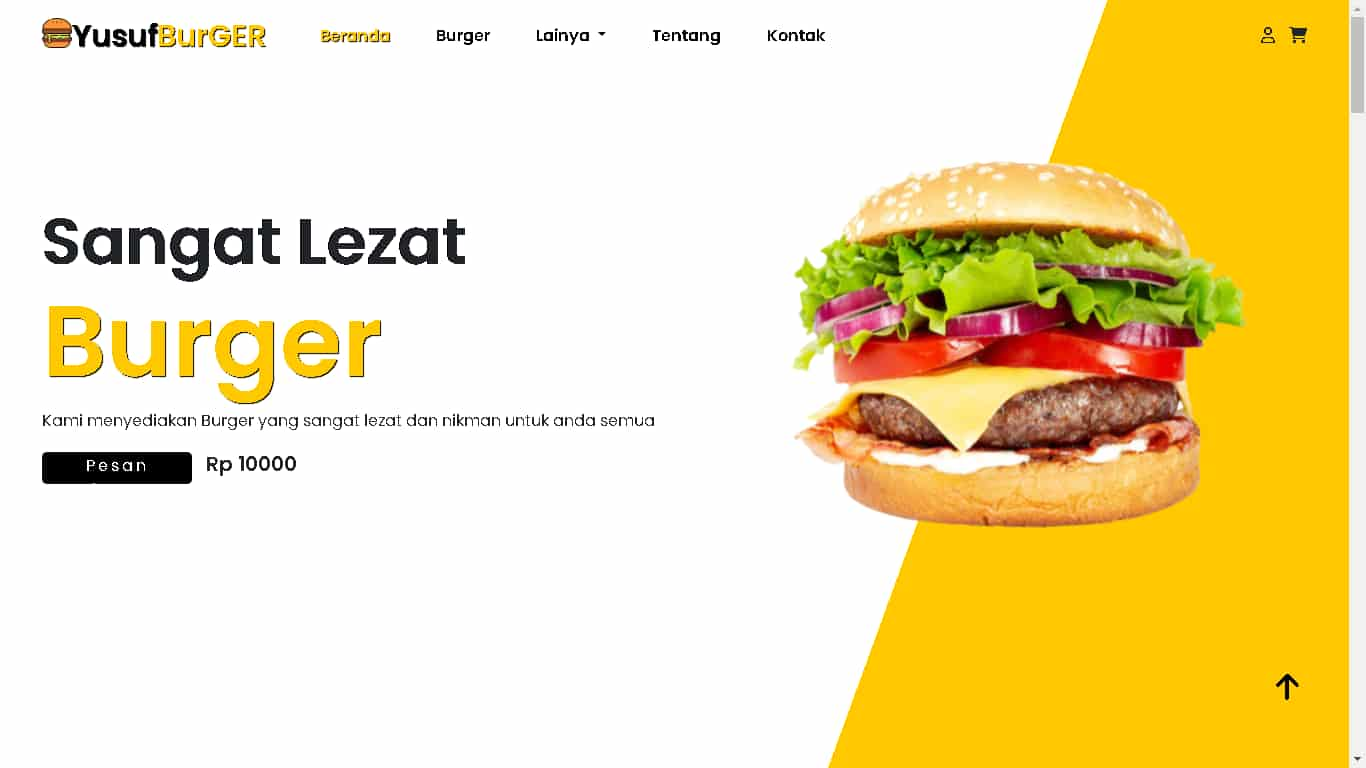 YusufBurGER Beranda Burger Lainya Tentang Kontak
Sangat Lezat
Burger
Kami menyediakan Burger yang sangat lezat dan nikman untuk anda semua
Pesan Rp 10000